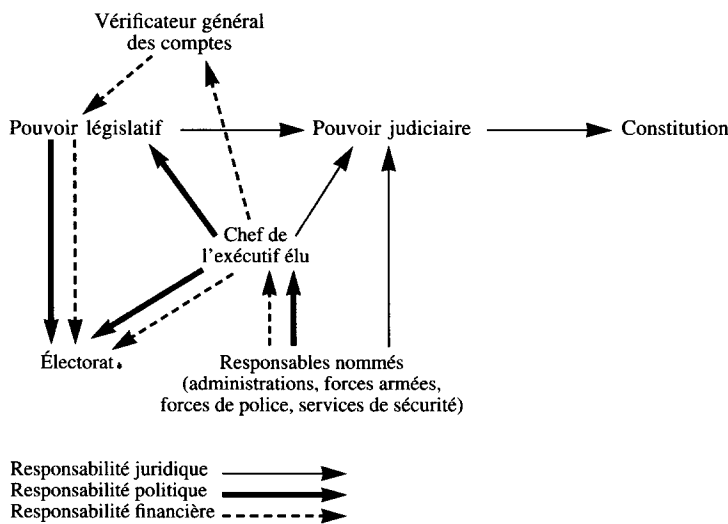 Vérificateur général
des comptes
Pouvoir législatif
Pouvoir judiciaire
Constitution
Chef de
l'exécutif élu
Électorat
Responsables nommés
(administrations, forces armées,
forces de police, services de sécurité)
Responsabilité juridique
Responsabilité politique
Responsabilité financière